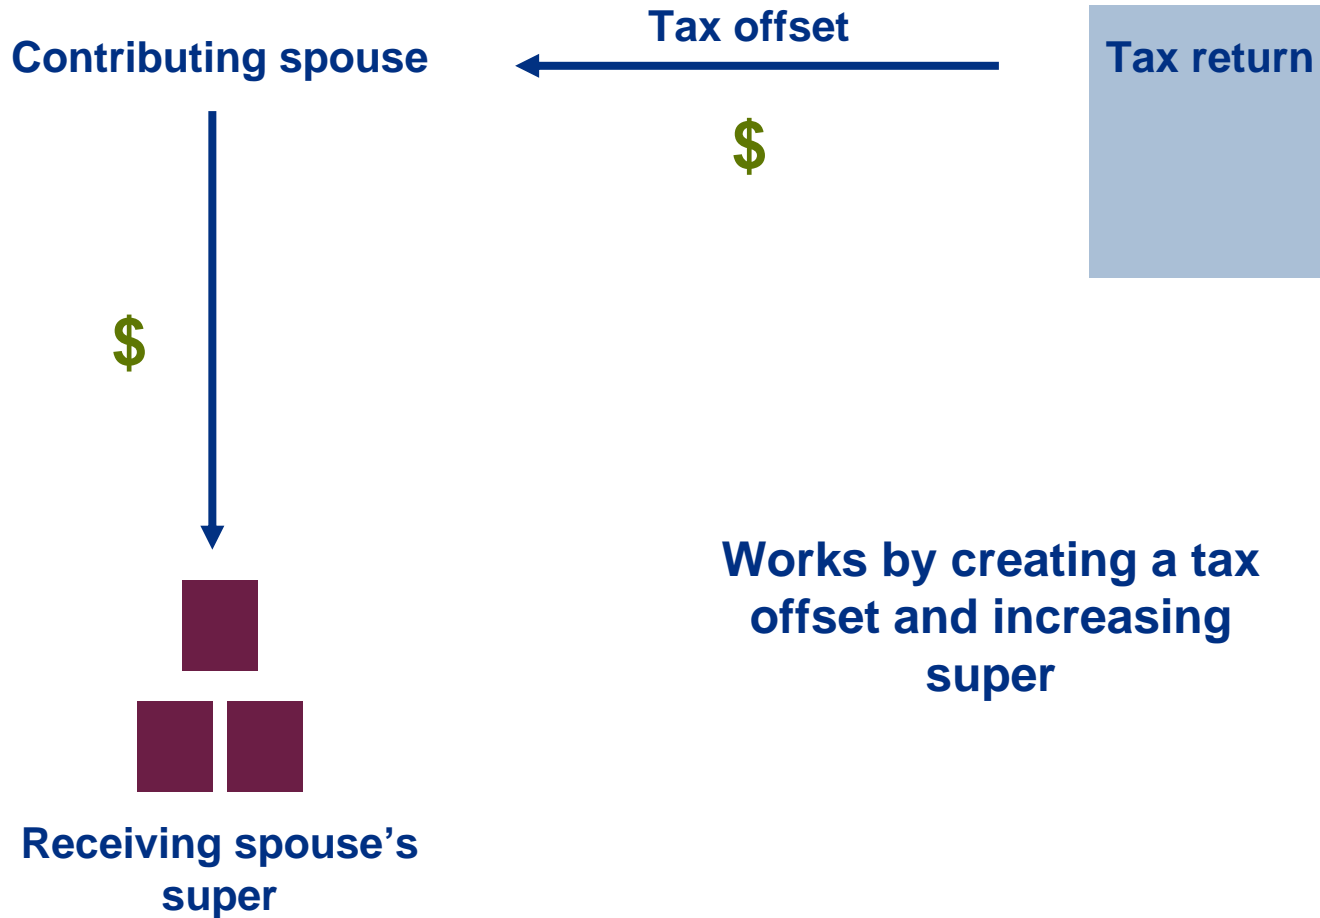 Tax offset
Contributing spouse
Tax return
$
$
Works by creating a tax
offset and increasing
super
Receiving spouse’s
super